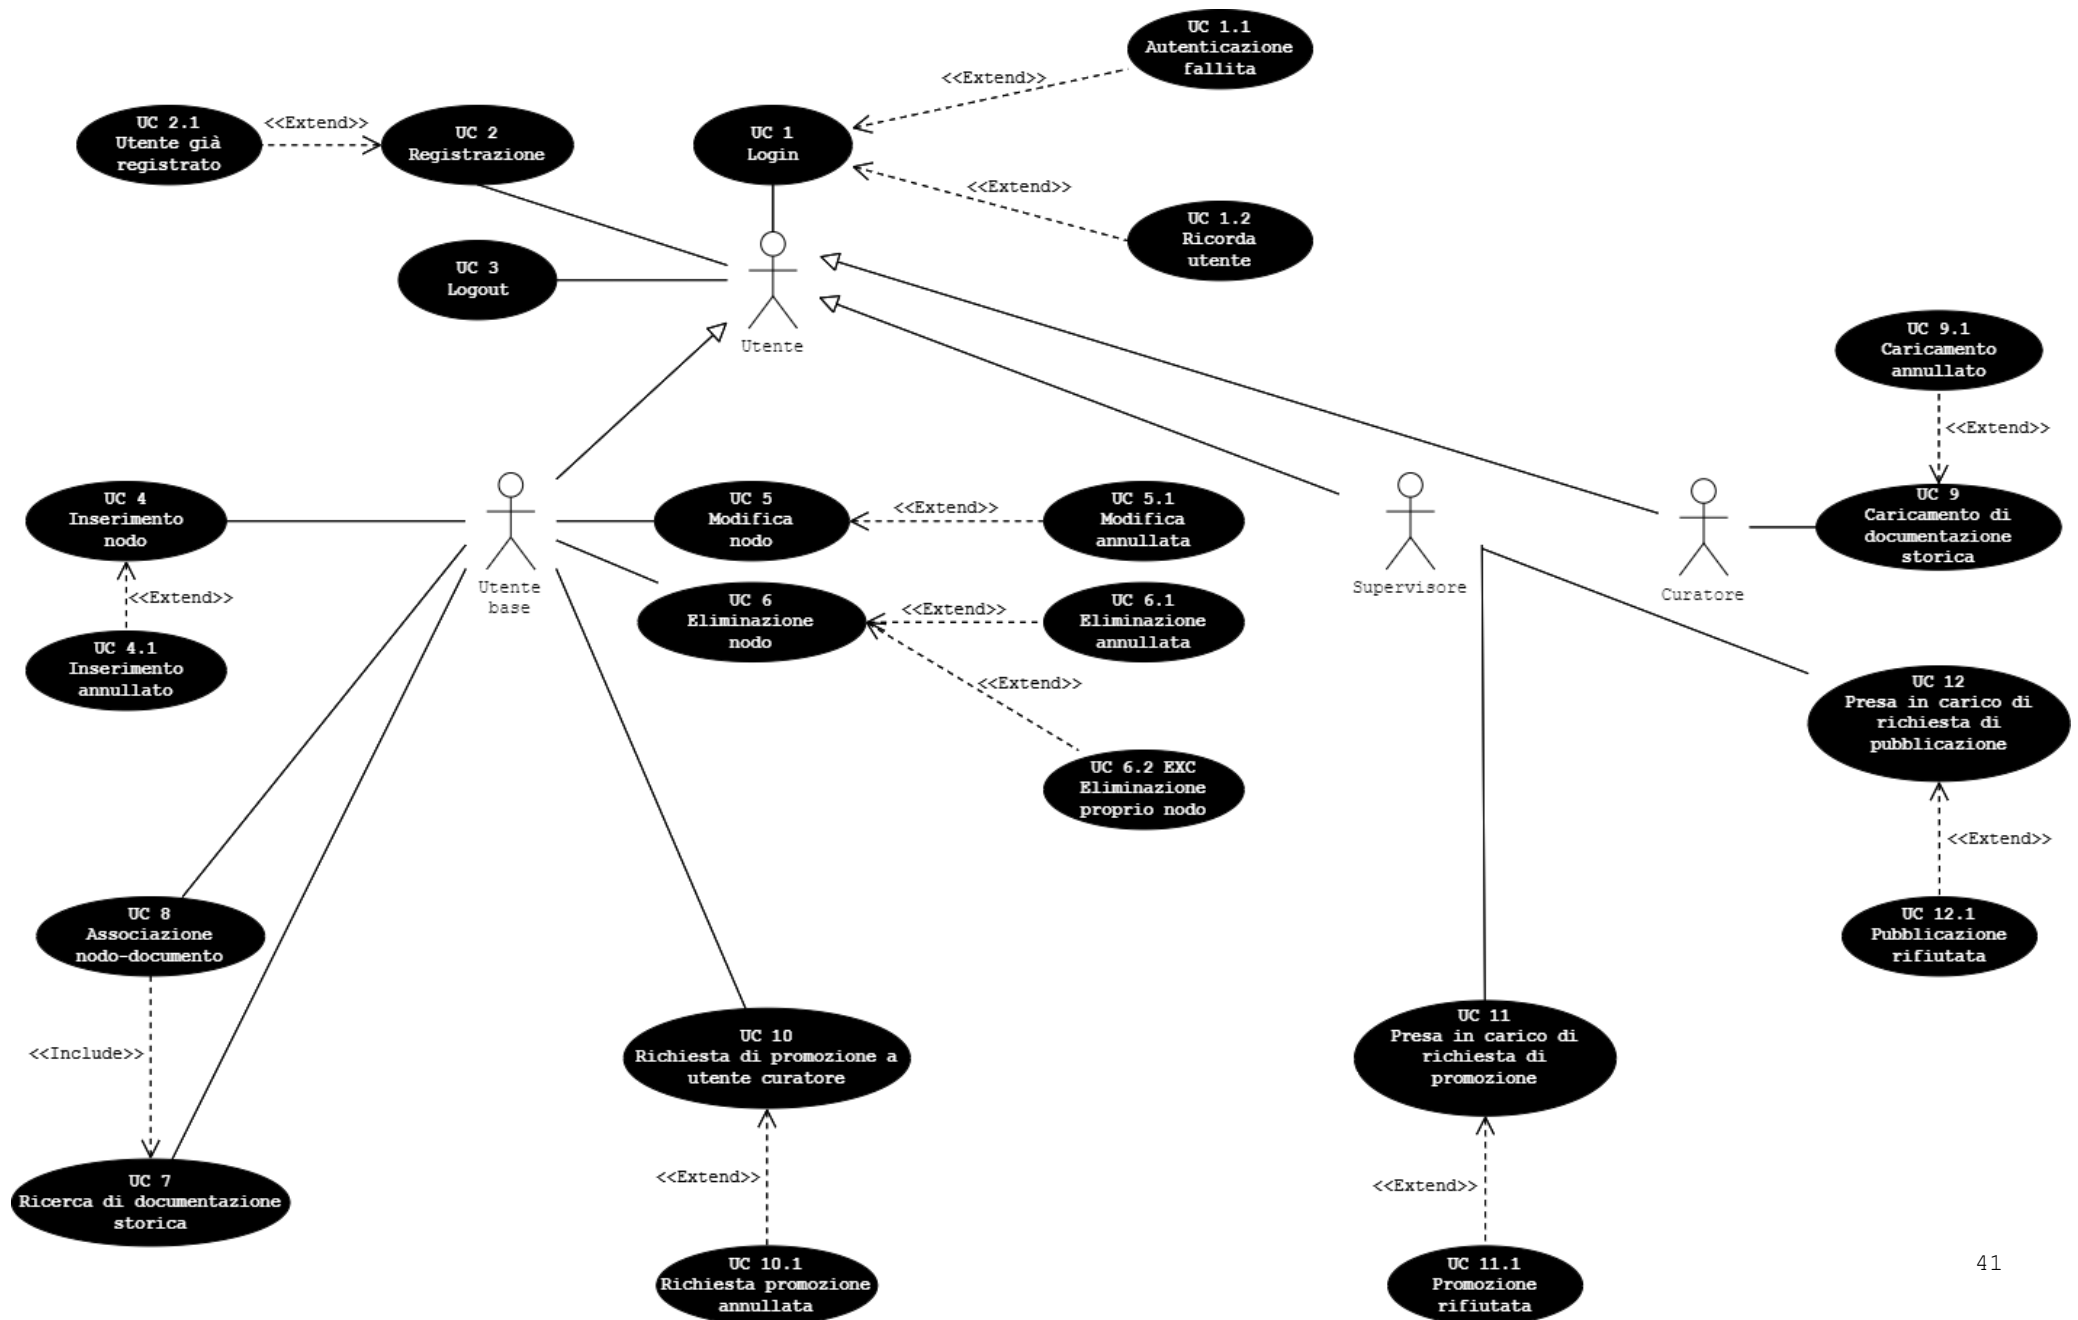 UC 1.1
Autenticazione
fallita
<<Extend>>
UC 2.1
Utente già
registrato
<<Extend>>
UC 2
Registrazione
UC 1
Login
<<Extend>>
UC 1.2
Ricorda
utente
UC 3
Logout
Utente
UC 9.1
Caricamento
annullato
<<Extend>>
UC 4
Inserimento
nodo
Utente
base
UC 5
Modifica
nodo
<<Extend>>
UC 5.1
Modifica
annullata
Supervisore
Curatore
UC 9
Caricamento di
documentazione
storica
<<Extend>>
UC 4.1
Inserimento
annullato
UC 6
Eliminazione
nodo
<<Extend>>
UC 6.1
Eliminazione
annullata
<<Extend>>
UC 6.2 EXC
Eliminazione
proprio nodo
UC 12
Presa in carico di
richiesta di
pubblicazione
<<Extend>>
UC 12.1
Pubblicazione
rifiutata
UC 8
Associazione
nodo-documento
<<Include>>
UC 7
Ricerca di documentazione
storica
UC 10
Richiesta di promozione a
utente curatore
<<Extend>>
UC 10.1
Richiesta promozione
annullata
UC 11
Presa in carico di
richiesta di
promozione
<<Extend>>
UC 11.1
Promozione
rifiutata
41